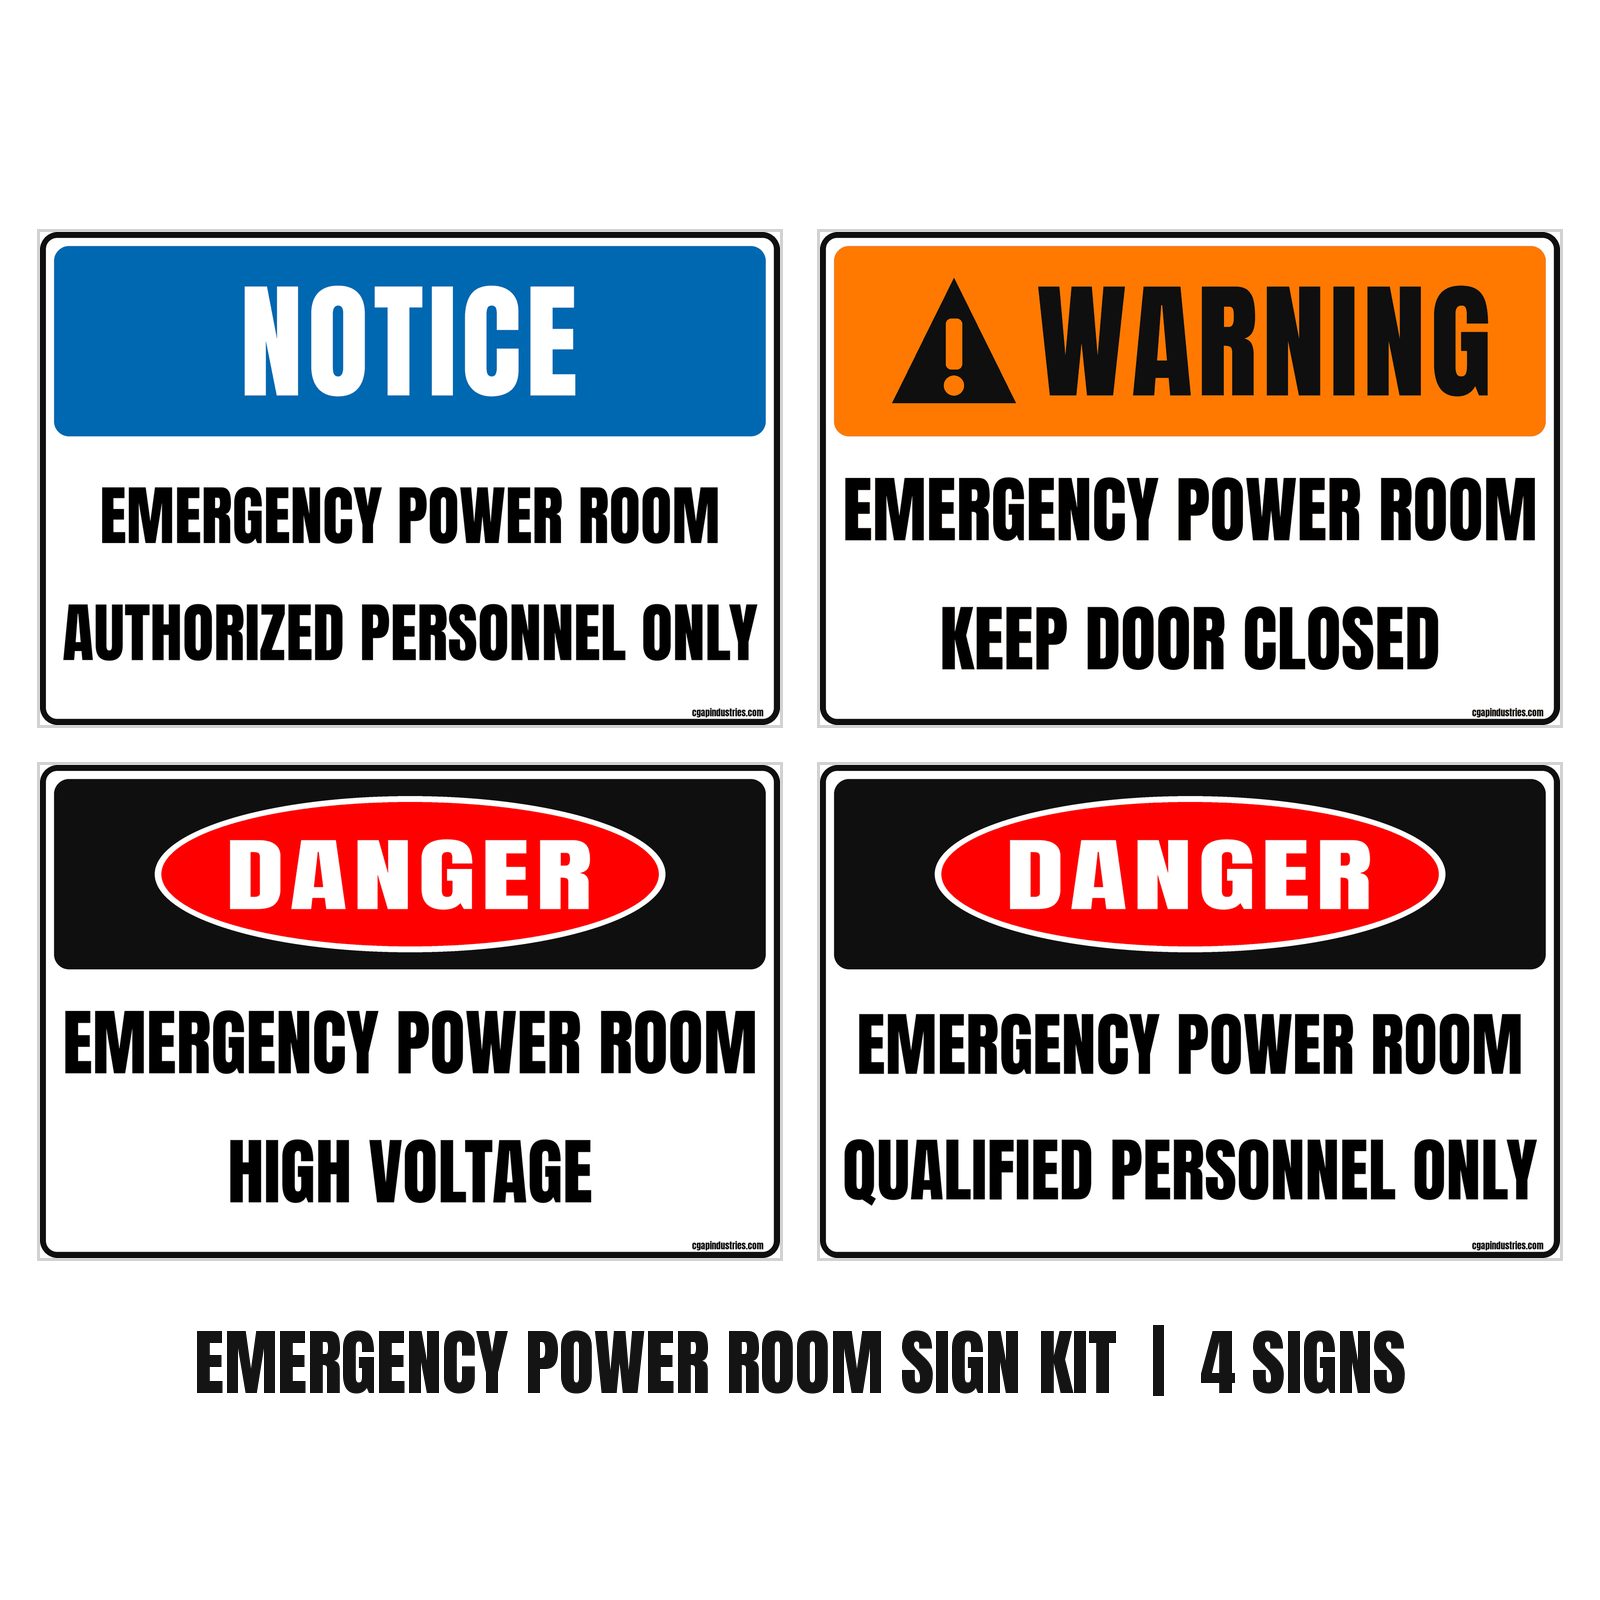 NOTICE
EMERGENCY POWER ROOM
AUTHORIZED PERSONNEL ONLY
cgapindustries.com
WARNING
EMERGENCY POWER ROOM
KEEP DOOR CLOSED
cgapindustries.com
DANGER
EMERGENCY POWER ROOM
HIGH VOLTAGE
cgapindustries.com
DANGER
EMERGENCY POWER ROOM
QUALIFIED PERSONNEL ONLY
cgapindustries.com
EMERGENCY POWER ROOM SIGN KIT | 4 SIGNS